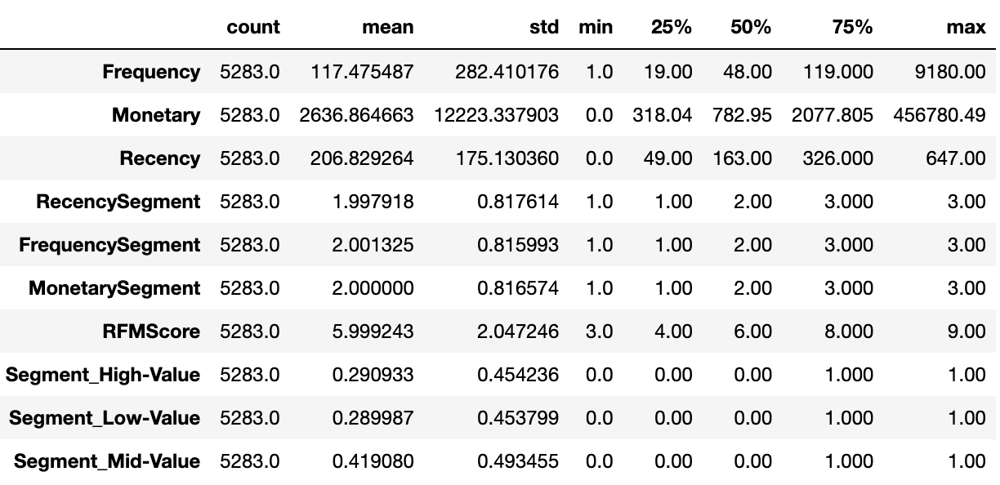 count mean std min 25% 50% 75% max
Frequency 5283.0 117.475487 282.410176 1.0 19.00 48.00 119.000 9180.00
Monetary 5283.0 2636.864663 12223.337903 0.0 318.04 782.95 2077.805 456780.49
Recency 5283.0 206.829264 175.130360 0.0 49.00 163.00 326.000 647.00
RecencySegment 5283.0 1.997918 0.817614 1.0 1.00 2.00 3.000 3.00
FrequencySegment 5283.0 2.001325 0.815993 1.0 1.00 2.00 3.000 3.00
MonetarySegment 5283.0 2.000000 0.816574 1.0 1.00 2.00 3.000 3.00
RFMScore 5283.0 5.999243 2.047246 3.0 4.00 6.00 8.000 9.00
Segment_High-Value 5283.0 0.290933 0.454236 0.0 0.00 0.00 1.000 1.00
Segment_Low-Value 5283.0 0.289987 0.453799 0.0 0.00 0.00 1.000 1.00
Segment_Mid-Value 5283.0 0.419080 0.493455 0.0 0.00 0.00 1.000 1.00